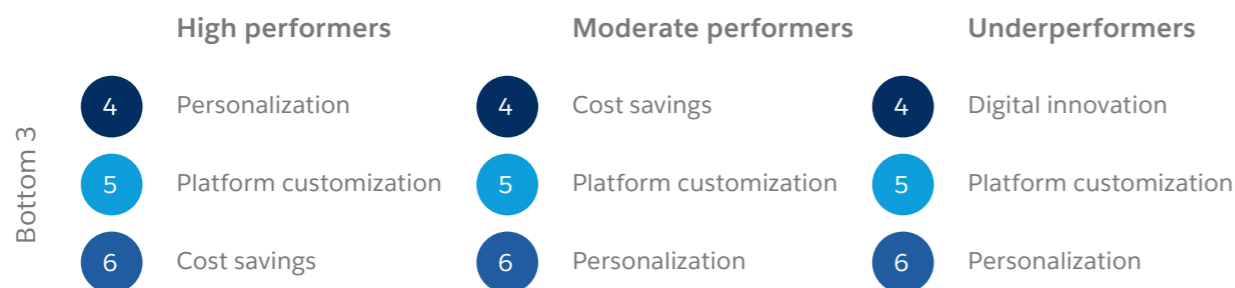 High performers Moderate performers Underperformers
Bottom 3
4 Personalization 4 Cost savings 4 Digital innovation
5 Platform customization 5 Platform customization 5 Platform customization
6 Cost savings 6 Personalization 6 Personalization